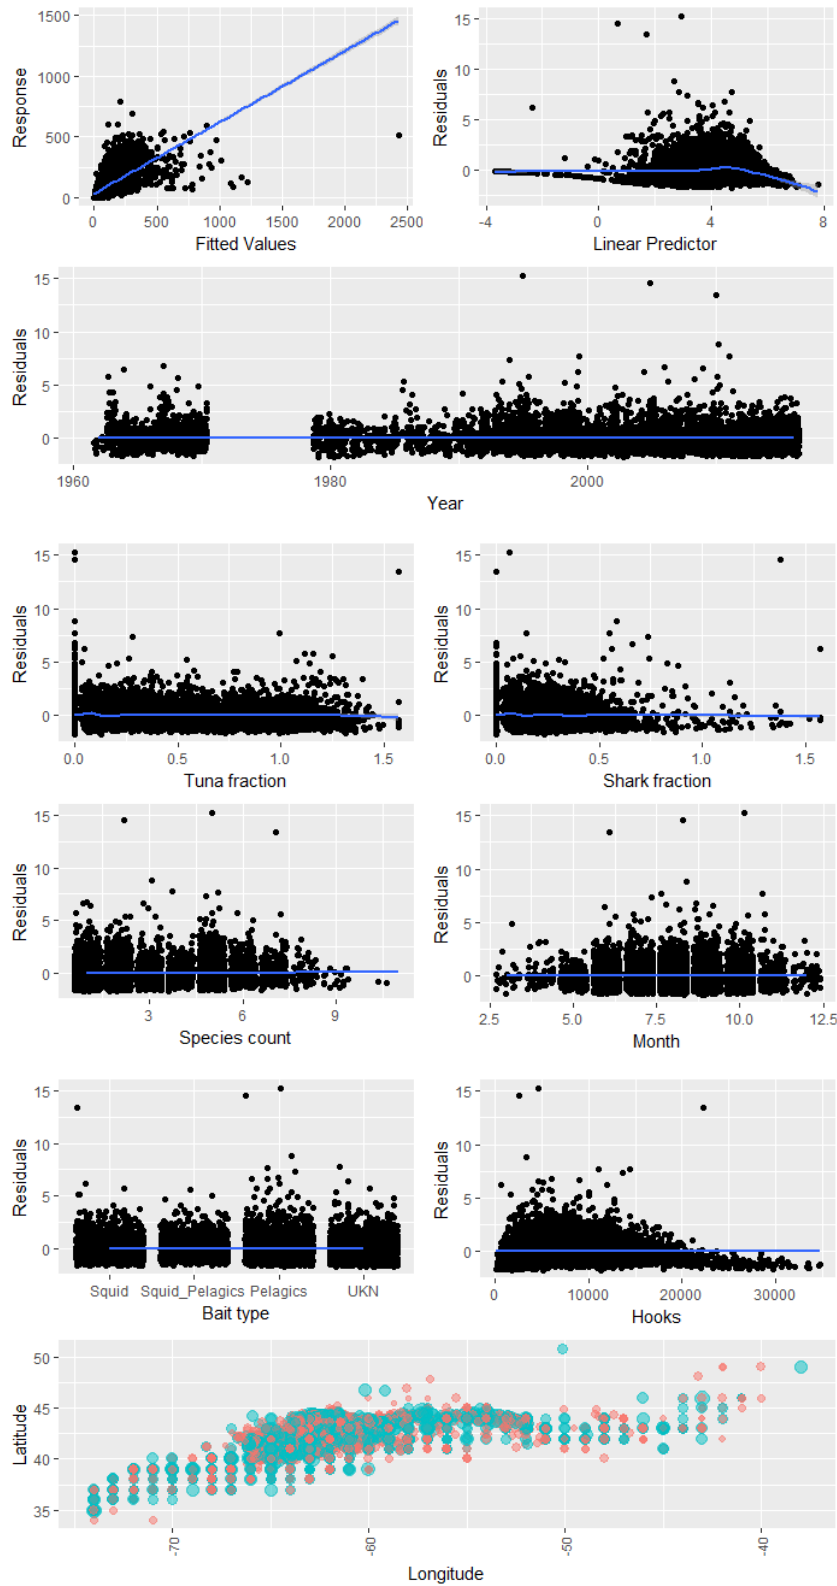 1500
1000
500
0
Response
0 500 1000 1500 2000 2500
Fitted Values
15
10
5
0
Residuals
-4 0 4 8
Linear Predictor
15
10
5
0
Residuals
1960 1980 2000
Year
15
10
5
0
Residuals
0.0 0.5 1.0 1.5
Tuna fraction
15
10
5
0
Residuals
0.0 0.5 1.0 1.5
Shark fraction
15
10
5
0
Residuals
3 6 9
Species count
15
10
5
0
Residuals
2.5 5.0 7.5 10.0 12.5
Month
15
10
5
0
Residuals
Squid Squid_Pelagics Pelagics UKN
Bait type
15
10
5
0
Residuals
0 10000 20000 30000
Hooks
50
45
40
35
Latitude
-70 -60 -50 -40
Longitude